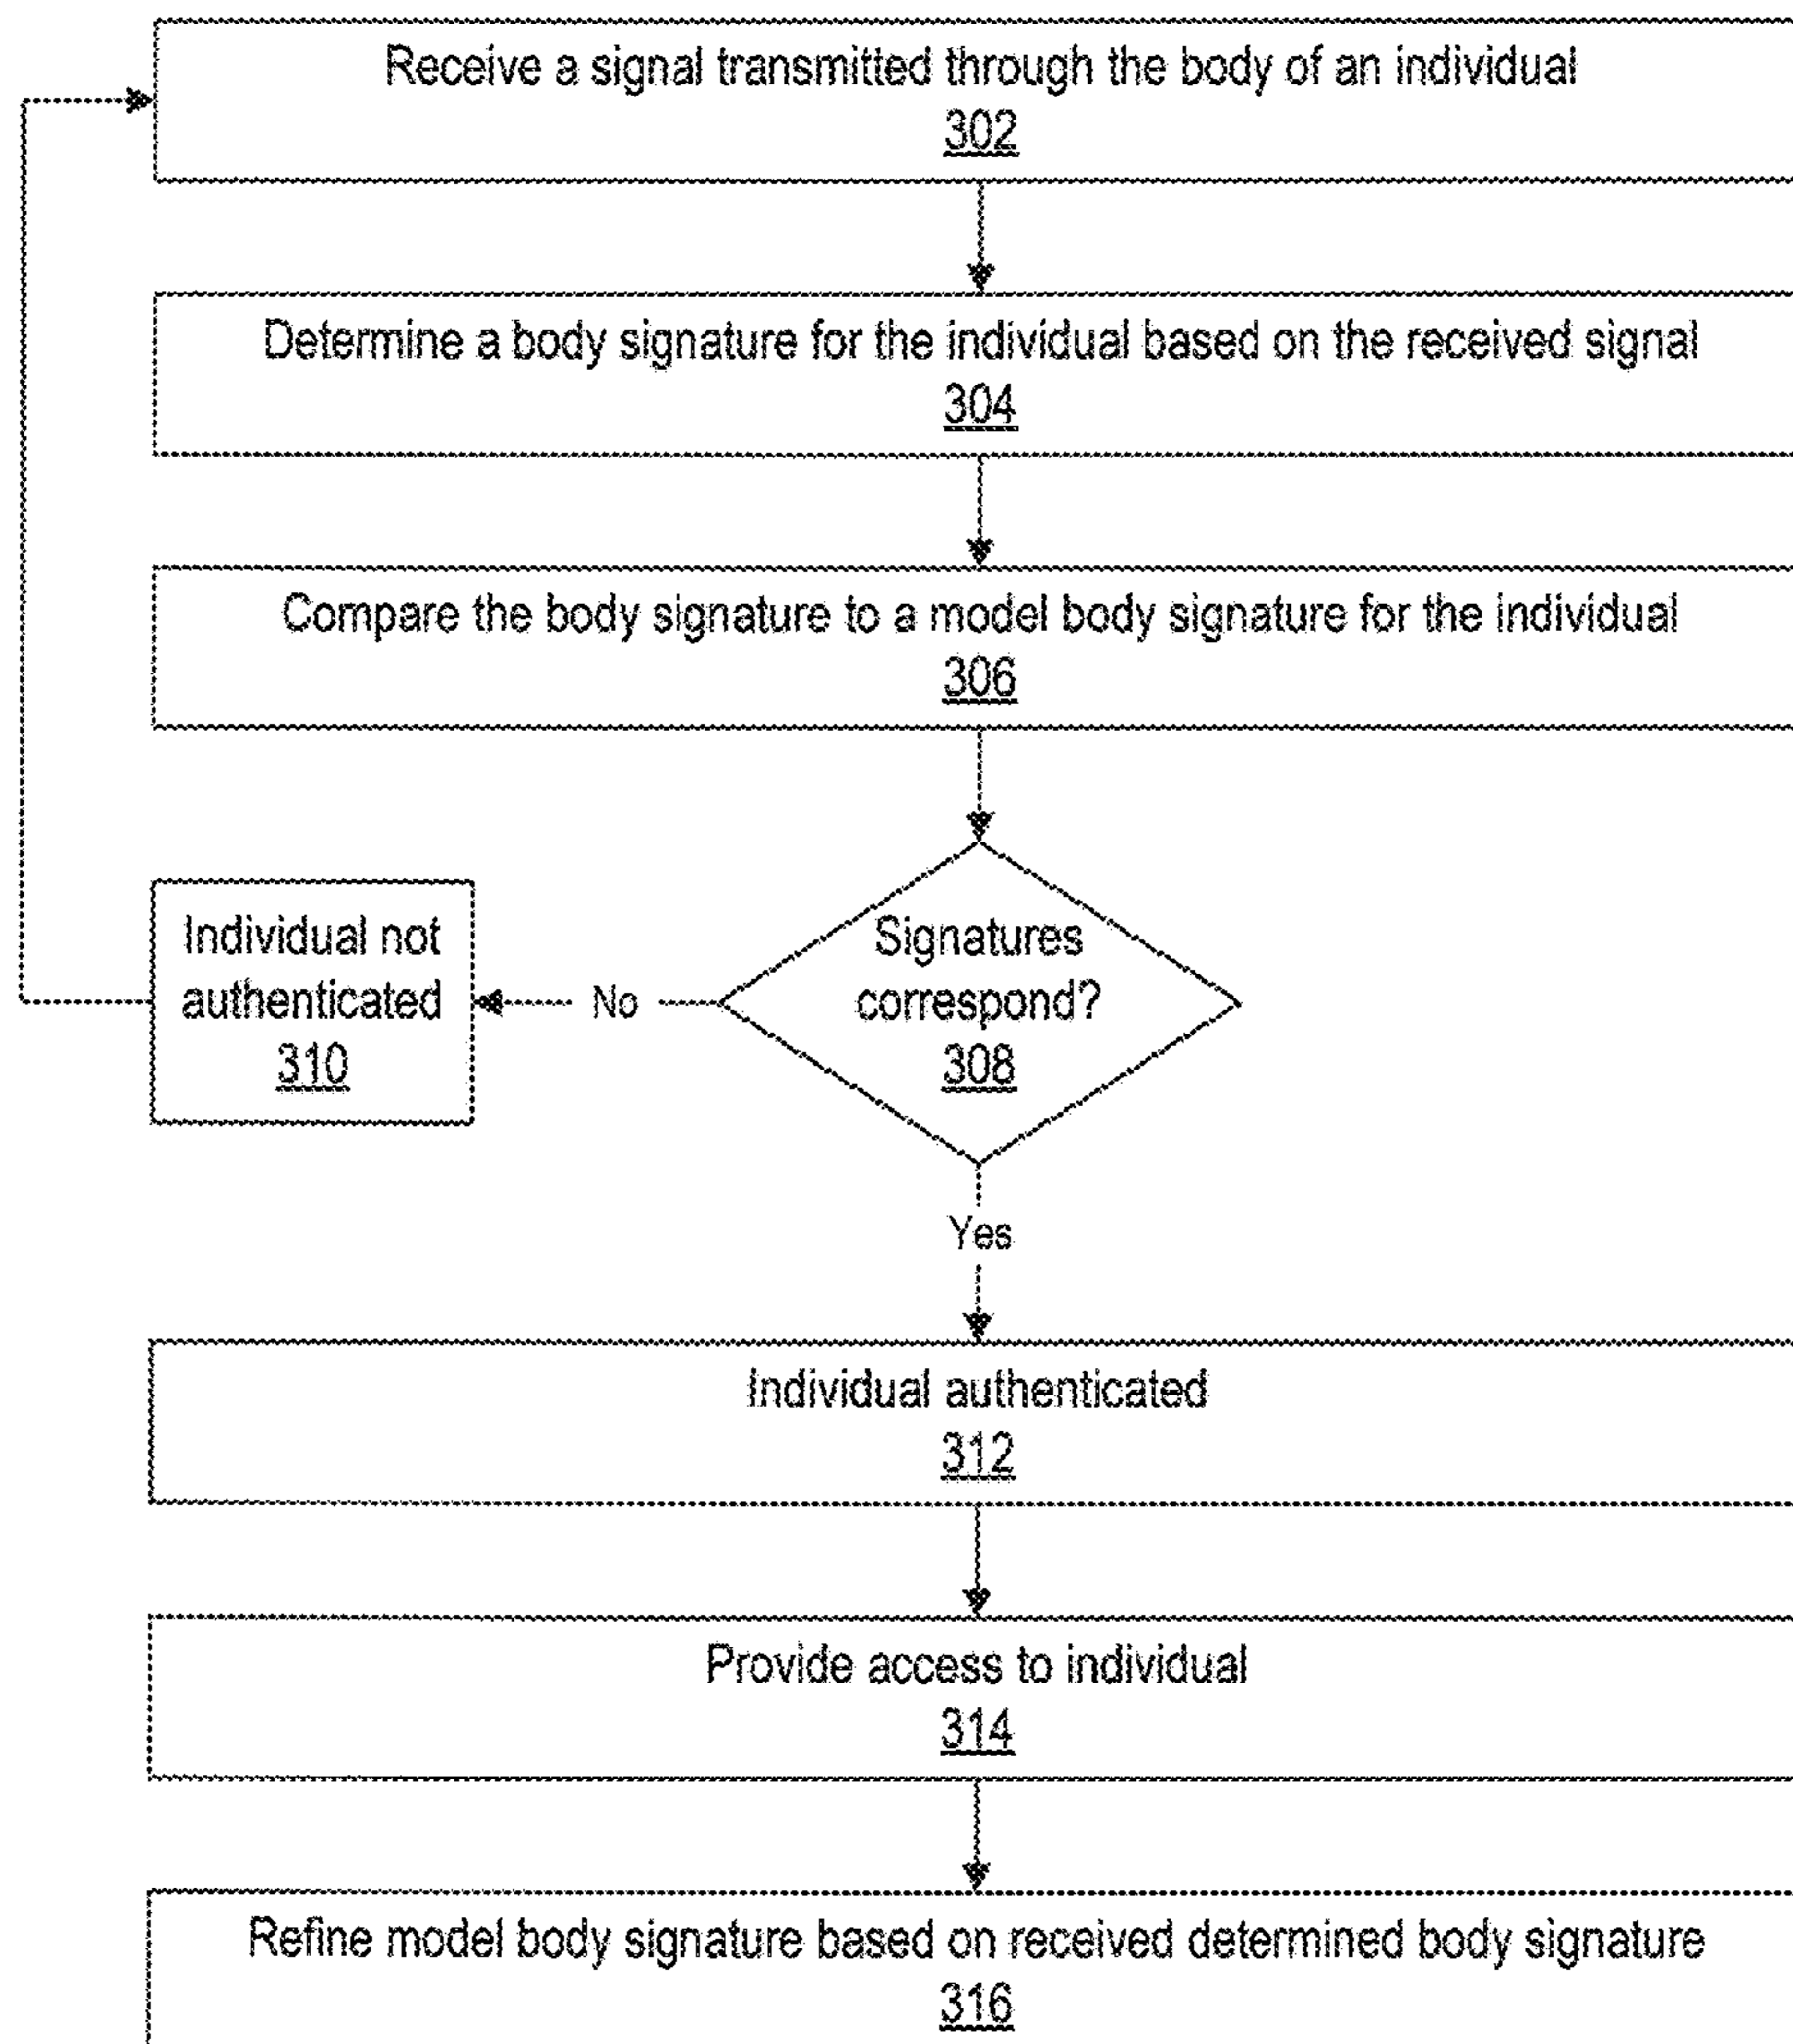 Receive a signal transmitted through the body of an individual
302
Determine a body signature for the individual based on the received signal
304
Compare the body signature to a model body signature for the individual
306
Signatures
correspond?
308
No
Individual not
authenticated
310
Yes
Individual authenticated
312
Provide access to individual
314
Refine model body signature based on received determined body signature
316